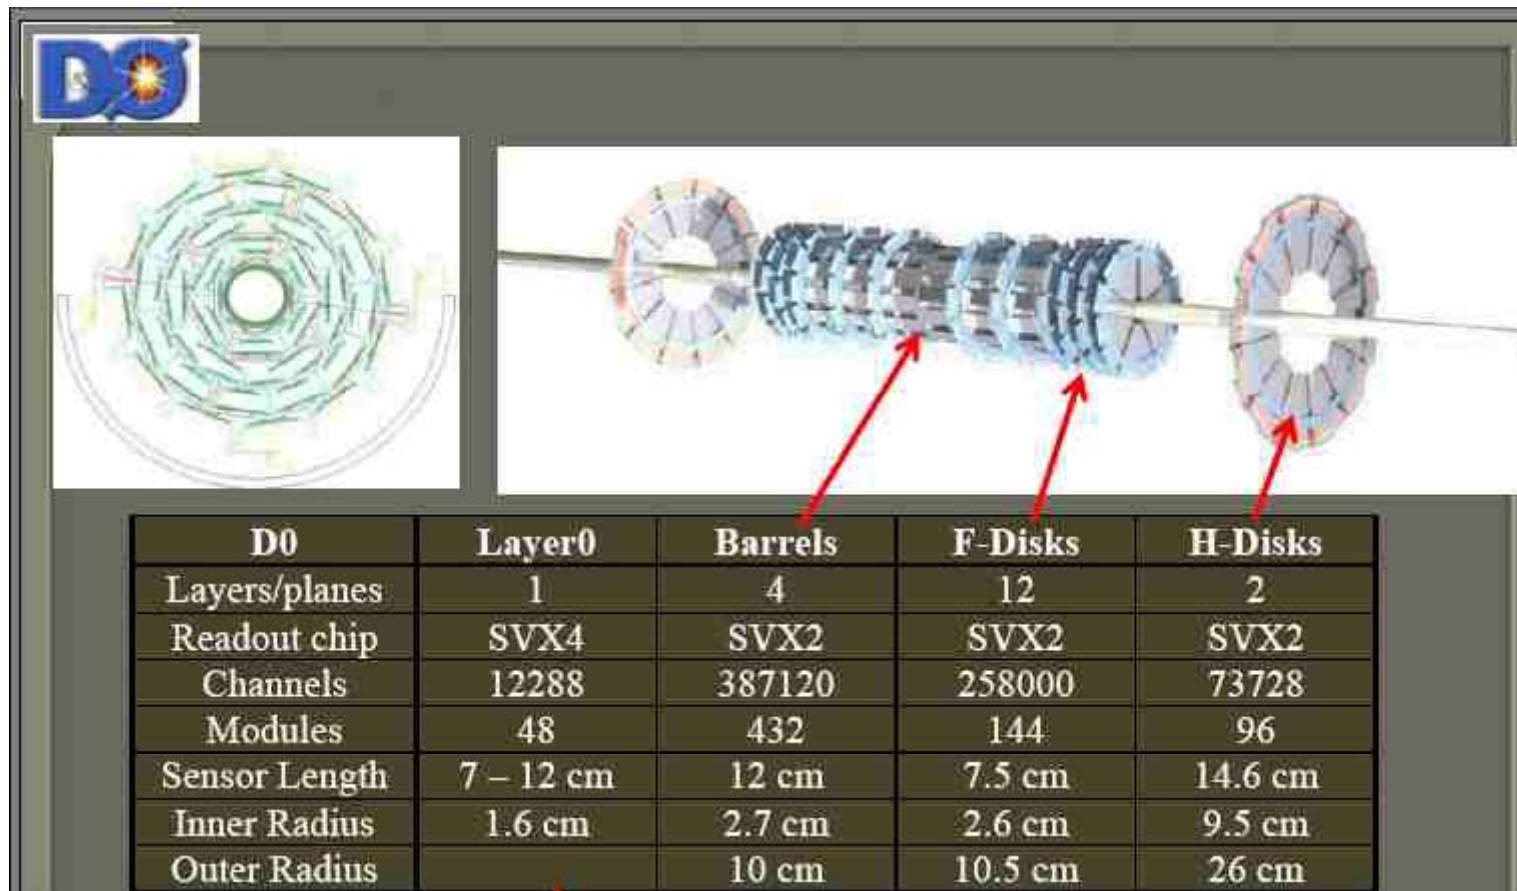 DØ
D0 Layer0 Barrels F-Disks H-Disks
Layers/planes 1 4 12 2
Readout chip SVX4 SVX2 SVX2 SVX2
Channels 12288 387120 258000 73728
Modules 48 432 144 96
Sensor Length 7 – 12 cm 12 cm 7.5 cm 14.6 cm
Inner Radius 1.6 cm 2.7 cm 2.6 cm 9.5 cm
Outer Radius 10 cm 10.5 cm 26 cm